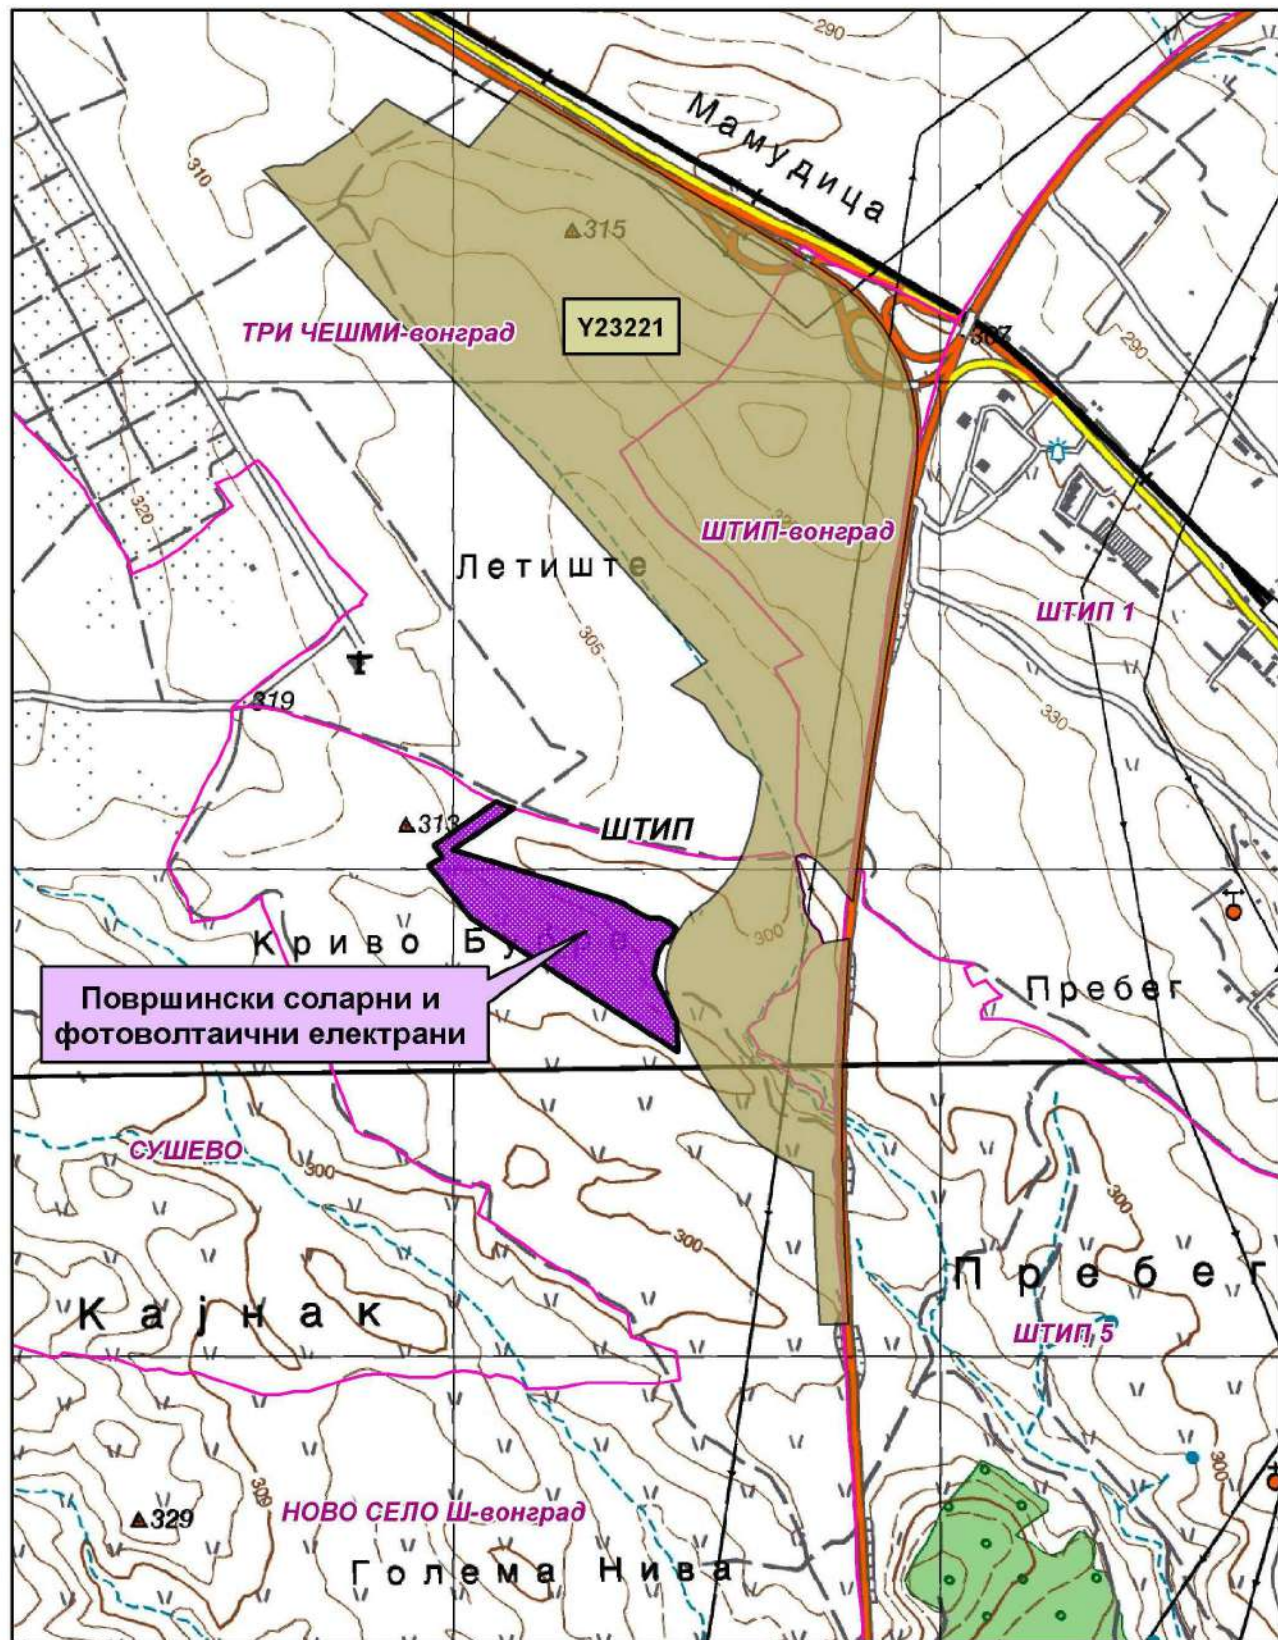 290
Мамудица
310
315
ТРИ ЧЕШМИ-вонград
Y23221
290
320
ШТИП-вонград
Летиште
ШТИП 1
305
319
330
313
ШТИП
300
Криво
Пребег
Површински соларни и
фотоволтаични електрани
СУШЕВО
300
300
300
Пребег
Кајнак
ШТИП 5
300
309
329
НОВО СЕЛО Ш-вонград
Голема Нива